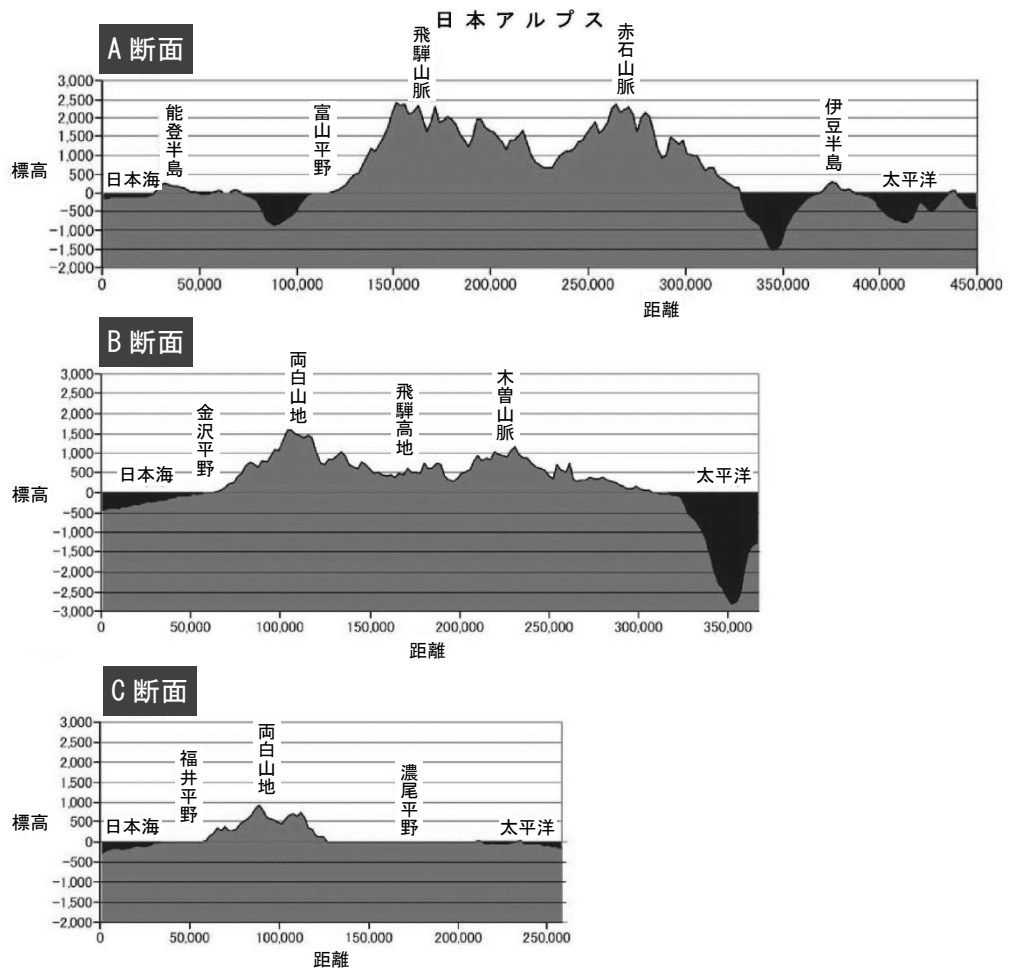 日本アルプス
A断面
飛騨山脈
赤石山脈
能登半島
富山平野
伊豆半島
標高
日本海
太平洋
3,000
2,500
2,000
1,500
1,000
500
0
-500
-1,000
-1,500
-2,000
0 50,000 100,000 150,000 200,000 250,000 300,000 350,000 400,000 450,000
距離
B断面
両白山地
木曽山脈
飛騨高地
金沢平野
標高
日本海
太平洋
3,000
2,500
2,000
1,500
1,000
500
0
-500
-1,000
-1,500
-2,000
-2,500
-3,000
0 50,000 100,000 150,000 200,000 250,000 300,000 350,000
距離
C断面
両白山地
福井平野
濃尾平野
標高
日本海
太平洋
3,000
2,500
2,000
1,500
1,000
500
0
-500
-1,000
-1,500
-2,000
0 50,000 100,000 150,000 200,000 250,000
距離